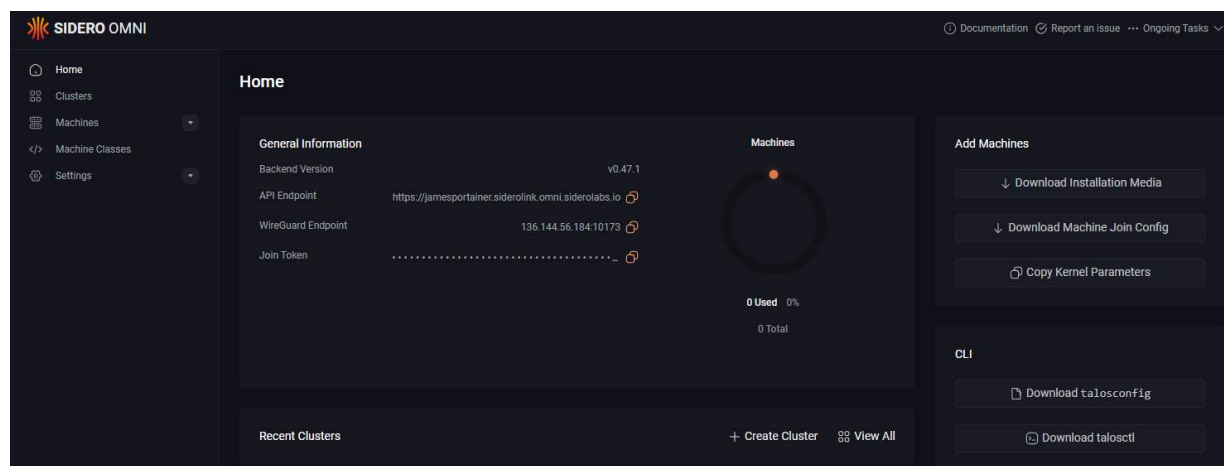 SIDERO OMNI
Documentation Report an issue Ongoing Tasks
Home
Clusters
Machines
Machine Classes
Settings
Home
General Information
Backend Version v0.47.1
API Endpoint https://jamesportainer.siderolink.omni.siderolabs.io
WireGuard Endpoint 136.144.56.184:10173
Join Token
Machines
0 Used 0%
0 Total
Add Machines
Download Installation Media
Download Machine Join Config
Copy Kernel Parameters
CLI
Download talosconfig
Download talosctl
Recent Clusters
Create Cluster View All